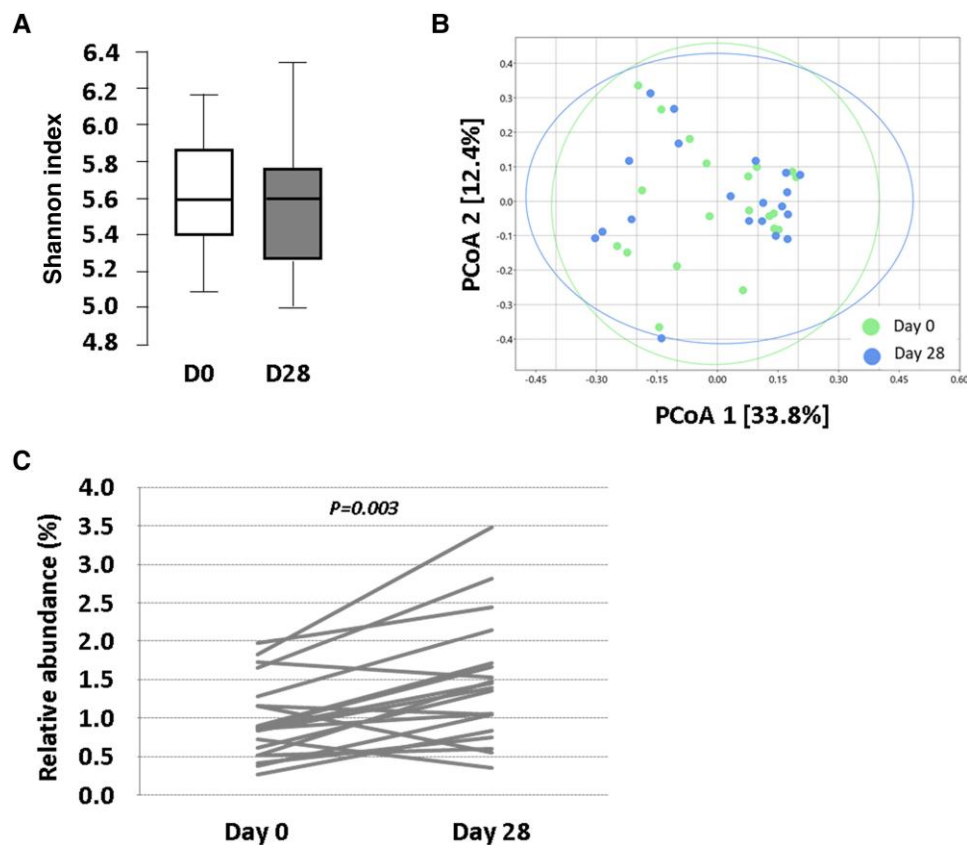 A
Shannon index
6.4
6.2
6.0
5.8
5.6
5.4
5.2
5.0
4.8
D0 D28
B
PCoA 2 [12.4%]
0.4
0.3
0.2
0.1
0.0
-0.1
-0.2
-0.3
-0.4
-0.45 -0.30 -0.15 0.00 0.15 0.30 0.45 0.60
Day 0
Day 28
PCoA 1 [33.8%]
C
Relative abundance (%)
4.0
3.5
3.0
2.5
2.0
1.5
1.0
0.5
0.0
P=0.003
Day 0 Day 28